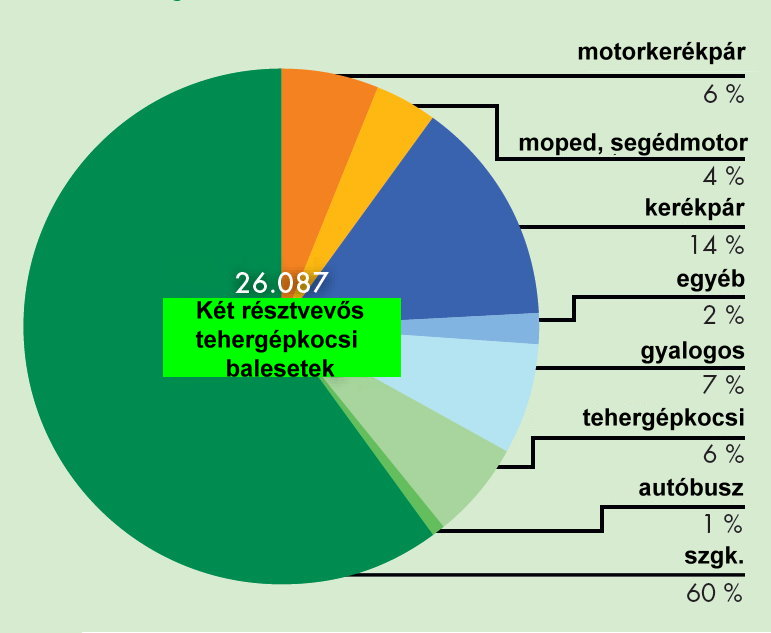 motorkerékpár
6 %
moped, segédmotor
4 %
kerékpár
14 %
egyéb
2 %
gyalogos
7 %
tehergépkocsi
6 %
autóbusz
1 %
szgk.
60 %
26.087
Két résztvevős
tehergépkocsi
balesetek